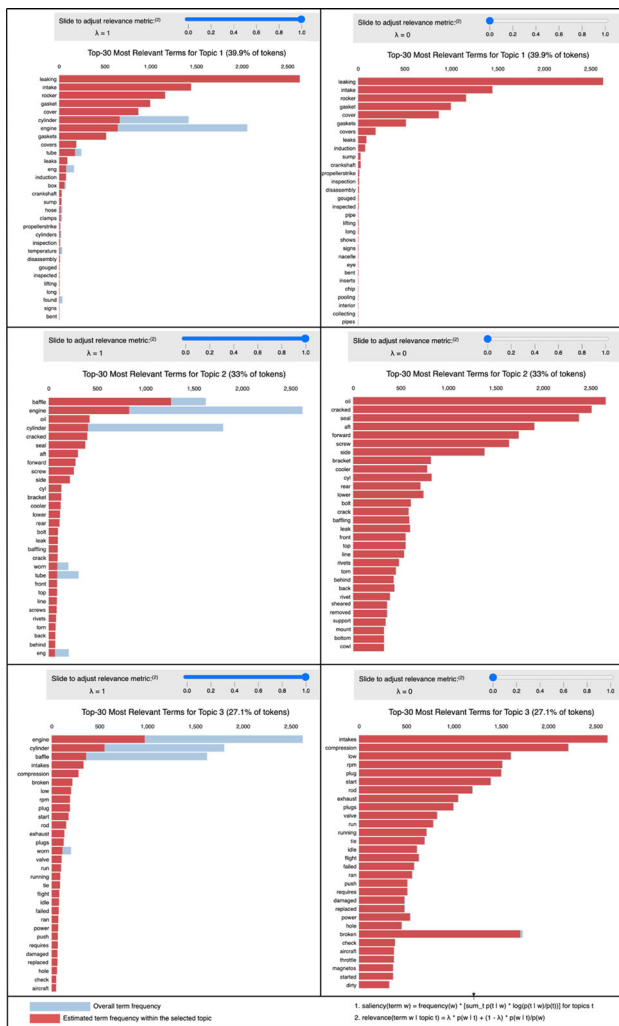 Slide to adjust relevance metric:(2)
λ = 1
0.0 0.2 0.4 0.6 0.8 1.0
Top-30 Most Relevant Terms for Topic 1 (39.9% of tokens)
0 500 1,000 1,500 2,000 2,500
leaking
intake
rocker
gasket
cover
cylinder
engine
gaskets
covers
tube
leaks
eng
induction
box
crankshaft
sump
hose
clamps
propellerstrike
cylinders
inspection
temperature
disassembly
gouged
inspected
lifting
long
found
signs
bent
Slide to adjust relevance metric:(2)
λ = 0
0.0 0.2 0.4 0.6 0.8 1.0
Top-30 Most Relevant Terms for Topic 1 (39.9% of tokens)
0 500 1,000 1,500 2,000 2,500
leaking
intake
rocker
gasket
cover
gaskets
covers
leaks
induction
sump
crankshaft
propellerstrike
inspection
disassembly
gouged
inspected
pipe
lifting
long
shows
signs
nacelle
eye
bent
inserts
chip
pooling
interior
collecting
pipes
Slide to adjust relevance metric:(2)
λ = 1
0.0 0.2 0.4 0.6 0.8 1.0
Top-30 Most Relevant Terms for Topic 2 (33% of tokens)
0 500 1,000 1,500 2,000 2,500
baffle
engine
oil
cylinder
cracked
seal
aft
forward
screw
side
cyl
bracket
cooler
lower
rear
bolt
leak
baffling
crack
worn
tube
front
top
line
screws
rivets
torn
back
behind
eng
Slide to adjust relevance metric:(2)
λ = 0
0.0 0.2 0.4 0.6 0.8 1.0
Top-30 Most Relevant Terms for Topic 2 (33% of tokens)
0 500 1,000 1,500 2,000 2,500
oil
cracked
seal
aft
forward
screw
side
bracket
cooler
cyl
rear
lower
bolt
crack
baffling
leak
front
top
line
rivets
torn
behind
back
rivet
sheared
removed
support
mount
bottom
cowl
Slide to adjust relevance metric:(2)
λ = 1
0.0 0.2 0.4 0.6 0.8 1.0
Top-30 Most Relevant Terms for Topic 3 (27.1% of tokens)
0 500 1,000 1,500 2,000 2,500
engine
cylinder
baffle
intakes
compression
broken
low
rpm
plug
start
rod
exhaust
plugs
worn
valve
run
running
tie
flight
idle
failed
ran
power
push
requires
damaged
replaced
hole
check
aircraft
Slide to adjust relevance metric:(2)
λ = 0
0.0 0.2 0.4 0.6 0.8 1.0
Top-30 Most Relevant Terms for Topic 3 (27.1% of tokens)
0 500 1,000 1,500 2,000 2,500
intakes
compression
low
rpm
plug
start
rod
exhaust
plugs
valve
run
running
tie
idle
flight
failed
ran
push
requires
damaged
replaced
power
hole
broken
check
aircraft
throttle
magnetos
started
dirty
Overall term frequency
Estimated term frequency within the selected topic
1. saliency(term w) = frequency(w) * [sum_t p(t | w) * log(p(t | w)/p(t))] for topics t
2. relevance(term w | topic t) = λ * p(w | t) + (1 - λ) * p(w | t)/p(w)